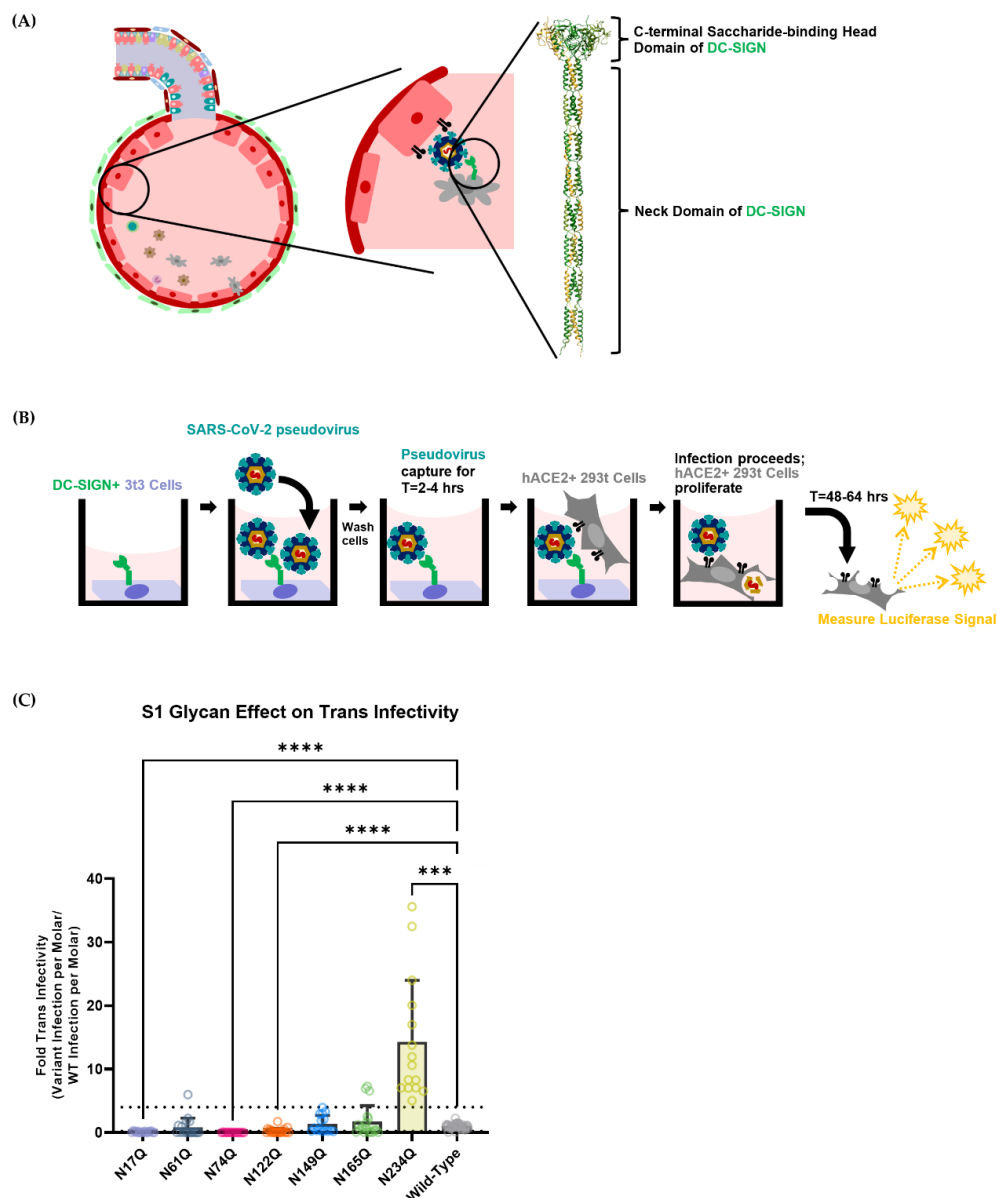 (A)
C-terminal Saccharide-binding Head
Domain of DC-SIGN
Neck Domain of DC-SIGN
(B)
SARS-CoV-2 pseudovirus
DC-SIGN+ 3t3 Cells
Wash
cells
Pseudovirus
capture for
T=2-4 hrs
hACE2+ 293t Cells
Infection proceeds;
hACE2+ 293t Cells
proliferate
T=48-64 hrs
Measure Luciferase Signal
(C)
S1 Glycan Effect on Trans Infectivity
****
****
****
***
Fold Trans Infectivity
(Variant Infection per Molar/
WT Infection per Molar)
40
30
20
10
0
N17Q
N61Q
N74Q
N122Q
N149Q
N165Q
N234Q
Wild-Type